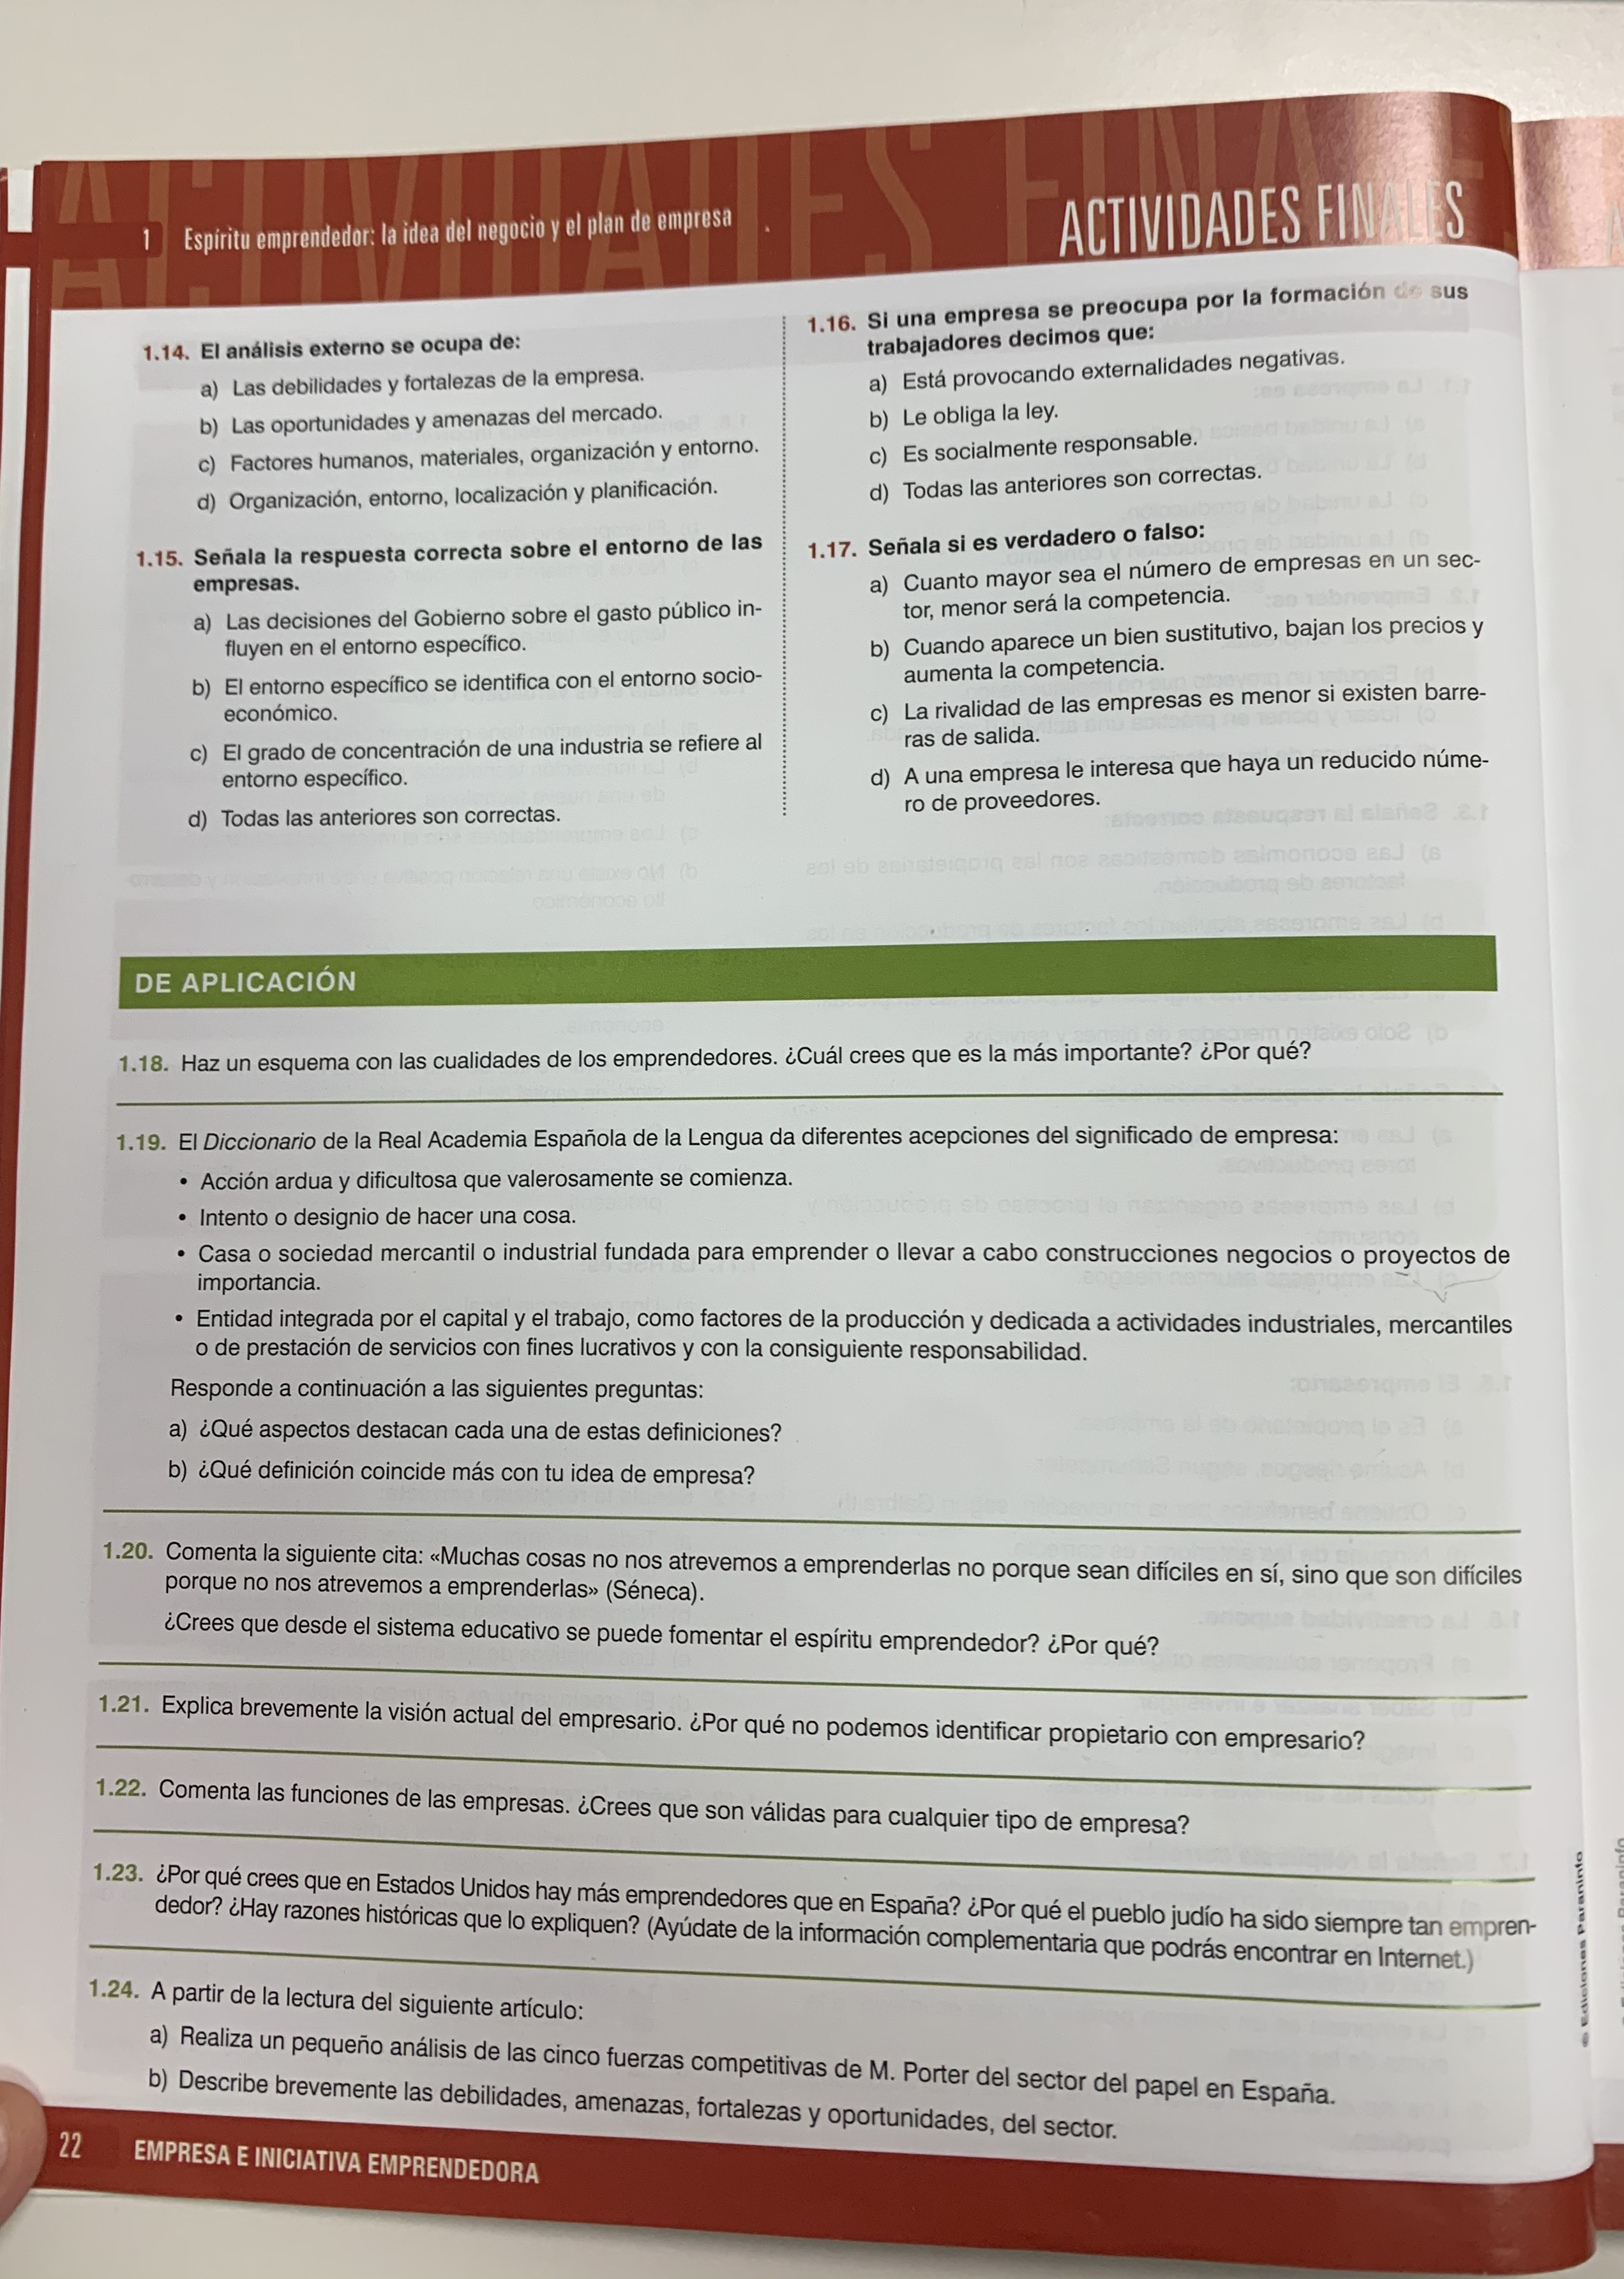 1 Espíritu emprendedor: la idea del negocio y el plan de empresa
ACTIVIDADES FINALES
1.14. El análisis externo se ocupa de:
a) Las debilidades y fortalezas de la empresa.
b) Las oportunidades y amenazas del mercado.
c) Factores humanos, materiales, organización y entorno.
d) Organización, entorno, localización y planificación.
1.15. Señala la respuesta correcta sobre el entorno de las
empresas.
a) Las decisiones del Gobierno sobre el gasto público in-
fluyen en el entorno específico.
b) El entorno específico se identifica con el entorno socio-
económico.
c) El grado de concentración de una industria se refiere al
entorno específico.
d) Todas las anteriores son correctas.
1.16. Si una empresa se preocupa por la formación de sus
trabajadores decimos que:
a) Está provocando externalidades negativas.
b) Le obliga la ley.
c) Es socialmente responsable.
d) Todas las anteriores son correctas.
1.17. Señala si es verdadero o falso:
a) Cuanto mayor sea el número de empresas en un sec-
tor, menor será la competencia.
b) Cuando aparece un bien sustitutivo, bajan los precios y
aumenta la competencia.
c) La rivalidad de las empresas es menor si existen barre-
ras de salida.
d) A una empresa le interesa que haya un reducido núme-
ro de proveedores.
DE APLICACIÓN
1.18. Haz un esquema con las cualidades de los emprendedores. ¿Cuál crees que es la más importante? ¿Por qué?
1.19. El Diccionario de la Real Academia Española de la Lengua da diferentes acepciones del significado de empresa:
• Acción ardua y dificultosa que valerosamente se comienza.
• Intento o designio de hacer una cosa.
• Casa o sociedad mercantil o industrial fundada para emprender o llevar a cabo construcciones negocios o proyectos de
importancia.
• Entidad integrada por el capital y el trabajo, como factores de la producción y dedicada a actividades industriales, mercantiles
o de prestación de servicios con fines lucrativos y con la consiguiente responsabilidad.
Responde a continuación a las siguientes preguntas:
a) ¿Qué aspectos destacan cada una de estas definiciones?
b) ¿Qué definición coincide más con tu idea de empresa?
1.20. Comenta la siguiente cita: «Muchas cosas no nos atrevemos a emprenderlas no porque sean difíciles en sí, sino que son difíciles
porque no nos atrevemos a emprenderlas» (Séneca).
¿Crees que desde el sistema educativo se puede fomentar el espíritu emprendedor? ¿Por qué?
1.21. Explica brevemente la visión actual del empresario. ¿Por qué no podemos identificar propietario con empresario?
1.22. Comenta las funciones de las empresas. ¿Crees que son válidas para cualquier tipo de empresa?
1.23. ¿Por qué crees que en Estados Unidos hay más emprendedores que en España? ¿Por qué el pueblo judío ha sido siempre tan empren-
dedor? ¿Hay razones históricas que lo expliquen? (Ayúdate de la información complementaria que podrás encontrar en Internet.)
1.24. A partir de la lectura del siguiente artículo:
a) Realiza un pequeño análisis de las cinco fuerzas competitivas de M. Porter del sector del papel en España.
b) Describe brevemente las debilidades, amenazas, fortalezas y oportunidades, del sector.
© Ediciones Paraninfo
22 EMPRESA E INICIATIVA EMPRENDEDORA